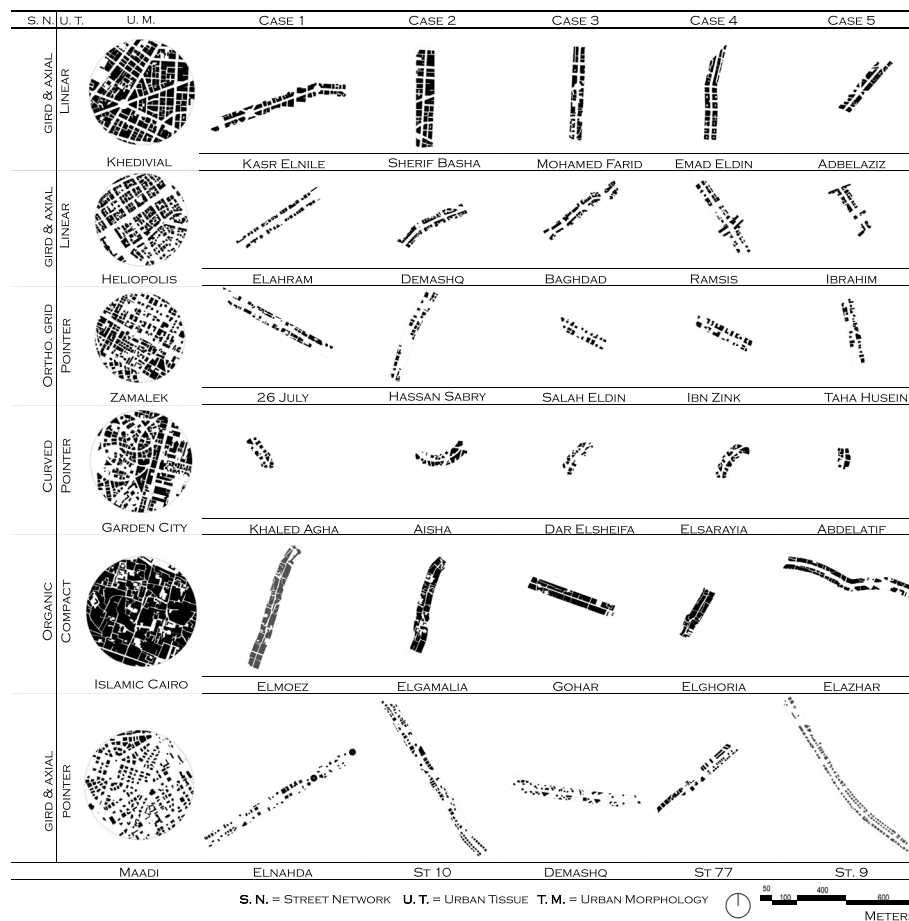 S. N. U. T. U. M. CASE 1 CASE 2 CASE 3 CASE 4 CASE 5
GIRD & AXIAL
LINEAR
KHEDIVIAL KASR ELNILE SHERIF BASHA MOHAMED FARID EMAD ELDIN ADBELAZIZ
GIRD & AXIAL
LINEAR
HELIOPOLIS ELAHRAM DEMASHQ BAGHDAD RAMSIS IBRAHIM
ORTHO. GRID
POINTER
ZAMALEK 26 JULY HASSAN SABRY SALAH ELDIN IBN ZINK TAHA HUSEIN
CURVED
POINTER
GARDEN CITY KHALED AGHA AISHA DAR ELSHEIFA ELSARAYIA ABDELATIF
ORGANIC
COMPACT
ISLAMIC CAIRO ELMOEZ ELGAMALIA GOHAR ELGHORIA ELAZHAR
GIRD & AXIAL
POINTER
MAADI ELNAHDA ST 10 DEMASHQ ST 77 ST. 9
S. N. = STREET NETWORK U. T. = URBAN TISSUE T. M. = URBAN MORPHOLOGY
50 100 400 600
METER